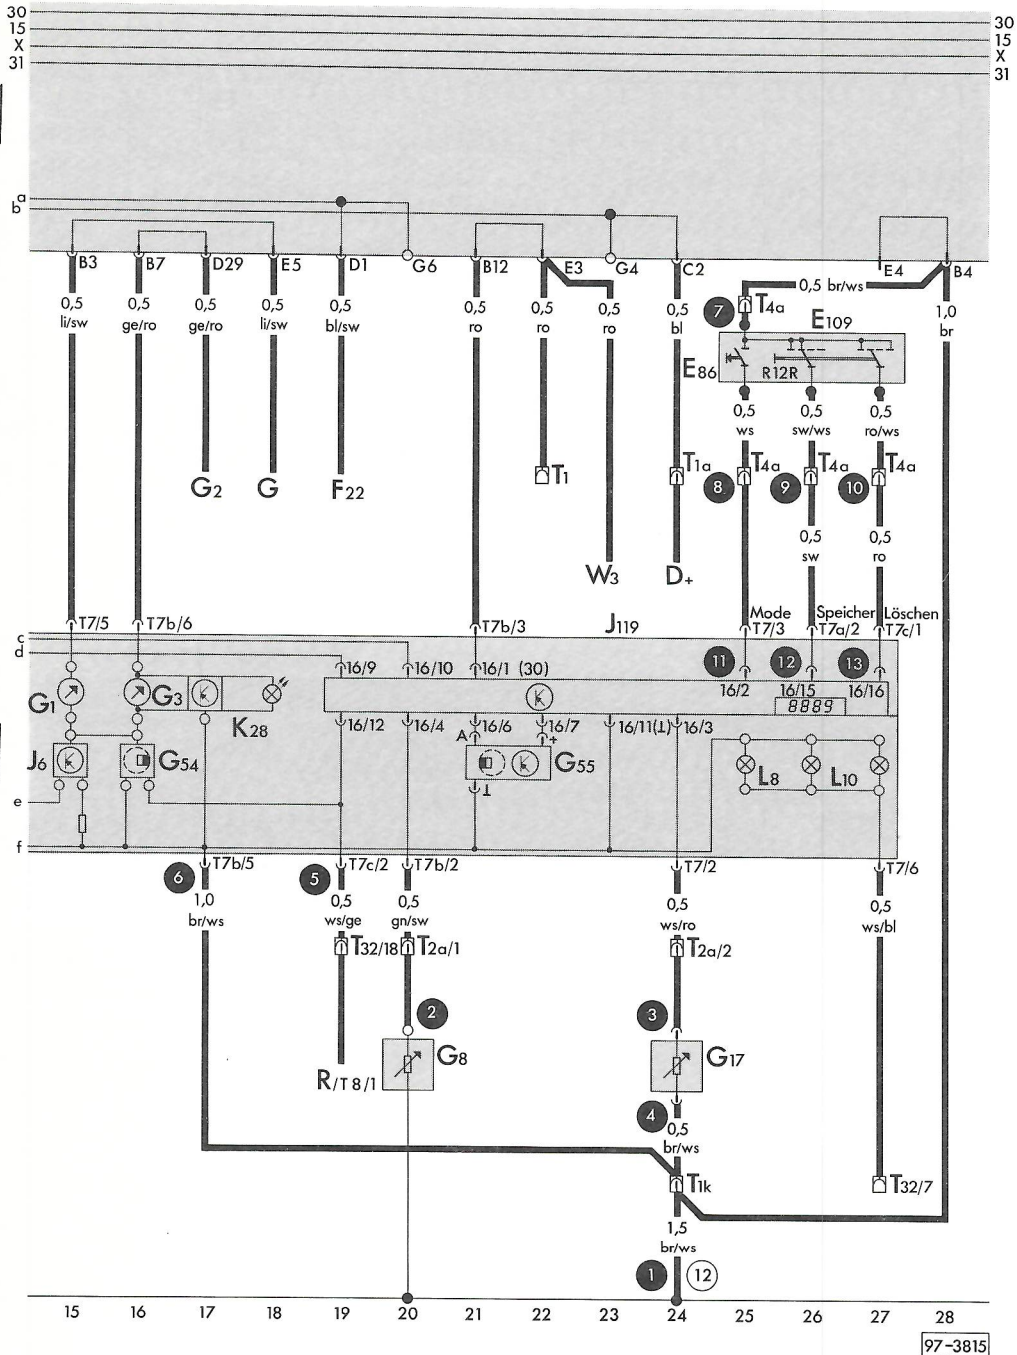 30 30
15 15
X X
31 31
a
b
B3 B7 D29 E5 D1 G6 B12 E3 G4 C2 E4 B4
0,5 br/ws
0,5 0,5 0,5 0,5 0,5 0,5 0,5 0,5 0,5 7 T4a 1,0
li/sw ge/ro ge/ro li/sw bl/sw ro ro ro bl E109 br
E86 R12R
0,5 0,5 0,5
ws sw/ws ro/ws
T1 T1a T4a T4a T4a
G2 G F22 8 9 10
0,5 0,5
sw ro
W3 D+
Mode Speicher Löschen
T7/5 T7b/6 T7b/3 J119 T7/3 T7a/2 T7c/1
c
d
16/9 16/10 16/1 (30) 11 12 13
G1 G3 16/2 16/15 16/16
8889
K28 16/12 16/4 16/6 16/7 16/11(⊥) 16/3
A +
J6 G54 G55 L8 L10
⊥
e
f
T7b/5 T7c/2 T7b/2 T7/2 T7/6
6 5
1,0 0,5 0,5 0,5 0,5
br/ws ws/ge gn/sw ws/ro ws/bl
T32/18 T2a/1 T2a/2
2 3
G8 G17
R/T 8/1
4
0,5
br/ws
T1k T32/7
1,5
br/ws
1 12
15 16 17 18 19 20 21 22 23 24 25 26 27 28
97-3815